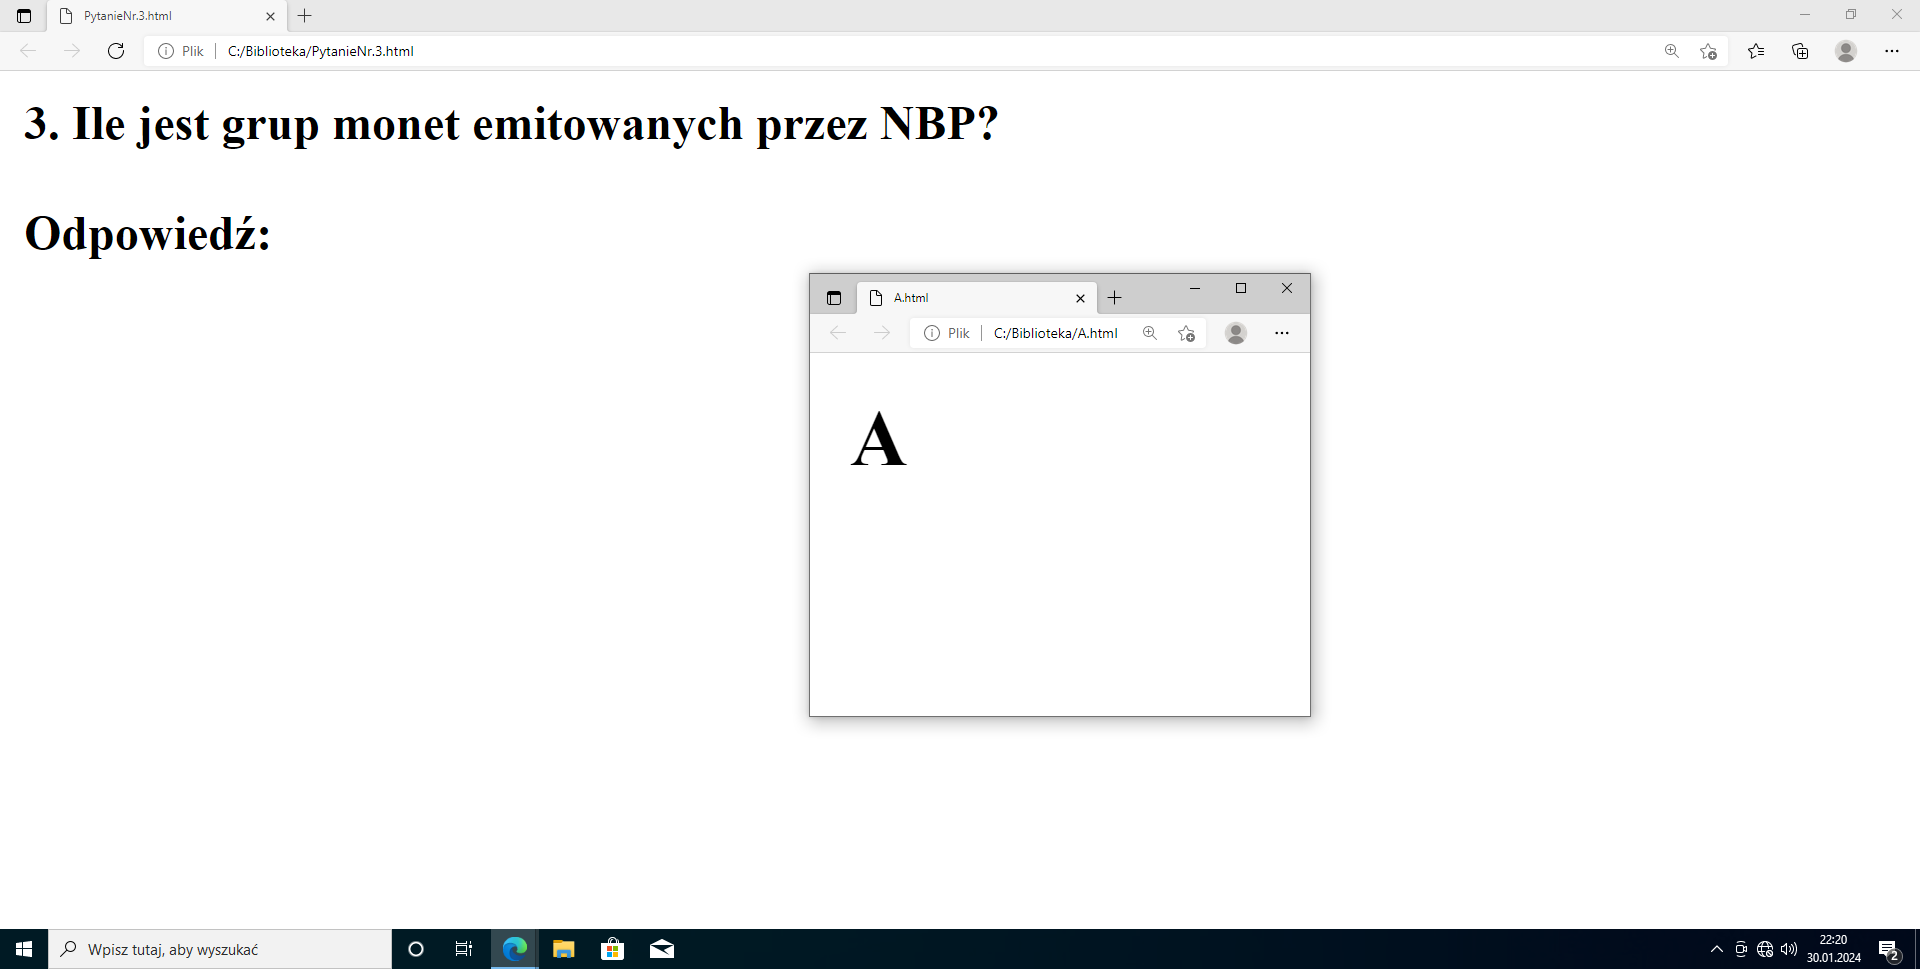 PytanieNr.3.html
Plik
C:/Biblioteka/PytanieNr.3.html
3. Ile jest grup monet emitowanych przez NBP?
Odpowiedź:
A.html
Plik
C:/Biblioteka/A.html
A
Wpisz tutaj, aby wyszukać
22:20
30.01.2024
2